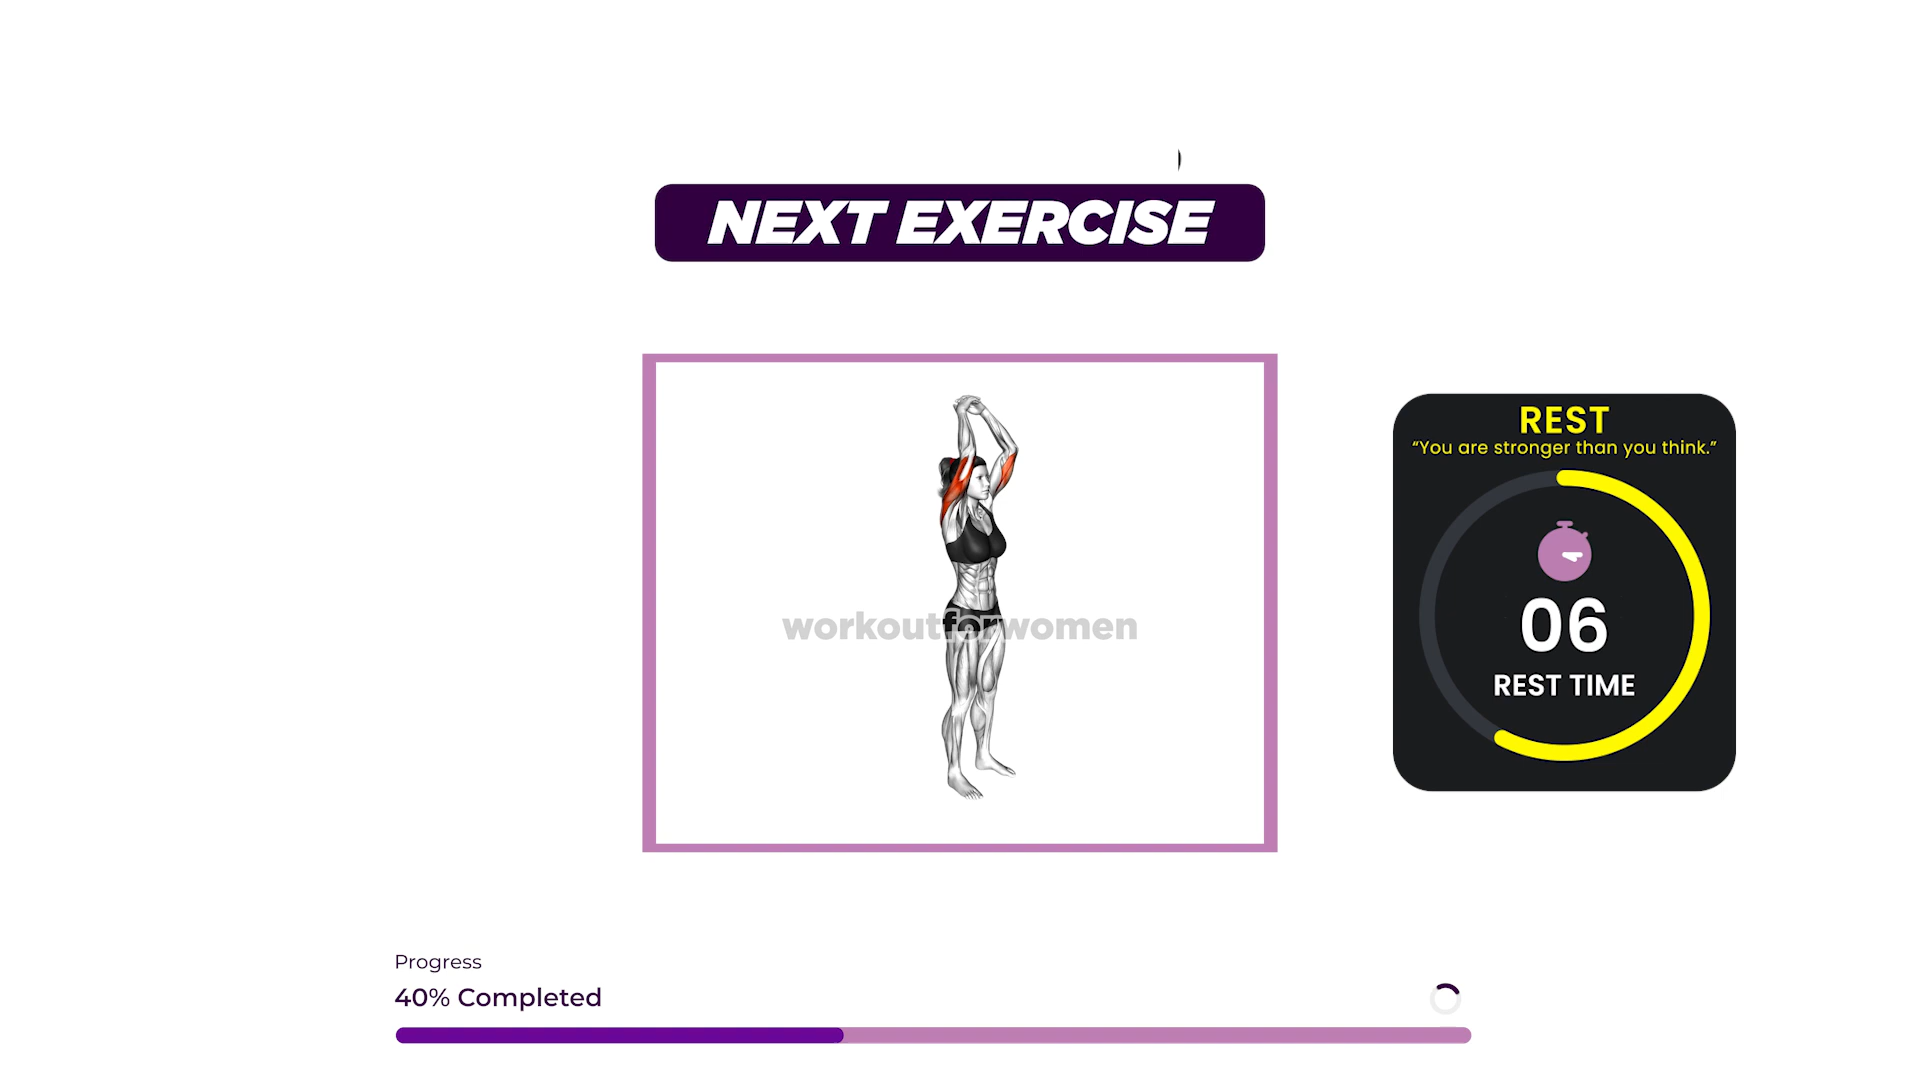 NEXT EXERCISE
REST
“You are stronger than you think.”
06
REST TIME
workoutforwomen
Progress
40% Completed